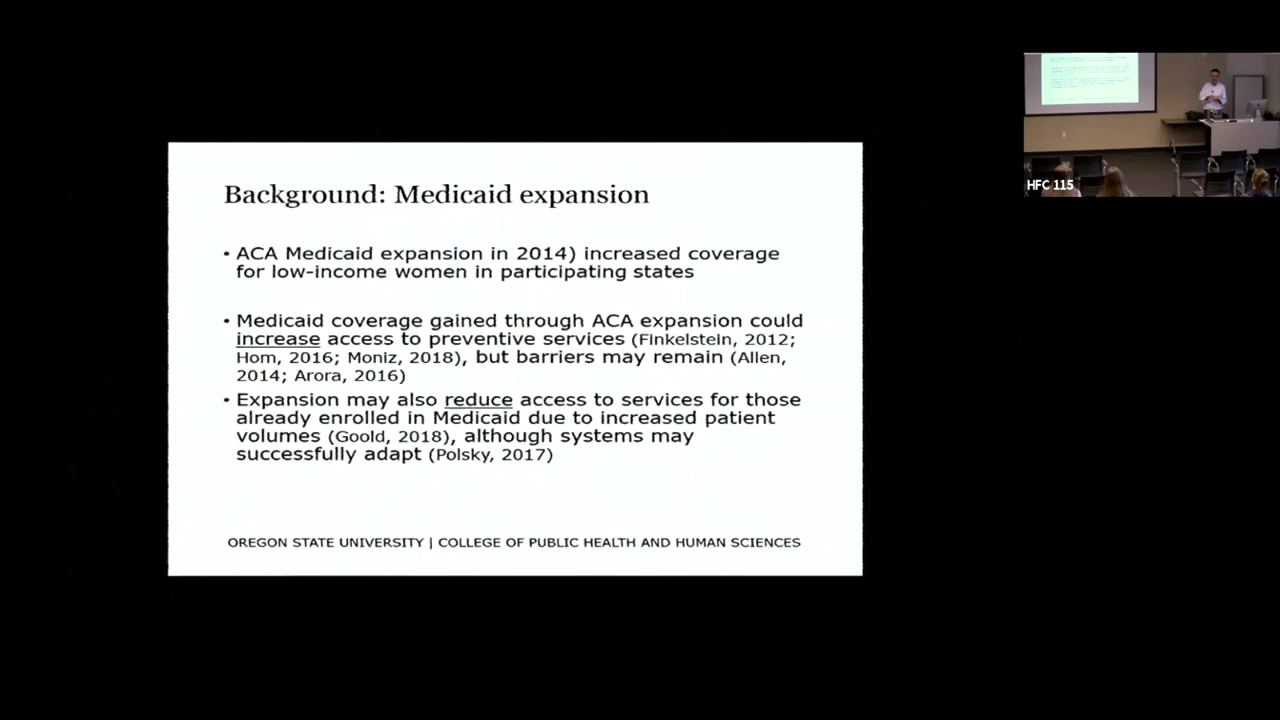 Background: Medicaid expansion
• ACA Medicaid expansion in 2014) increased coverage
for low-income women in participating states
• Medicaid coverage gained through ACA expansion could
increase access to preventive services (Finkelstein, 2012;
Hom, 2016; Moniz, 2018), but barriers may remain (Allen,
2014; Arora, 2016)
• Expansion may also reduce access to services for those
already enrolled in Medicaid due to increased patient
volumes (Goold, 2018), although systems may
successfully adapt (Polsky, 2017)
OREGON STATE UNIVERSITY | COLLEGE OF PUBLIC HEALTH AND HUMAN SCIENCES
HFC 115